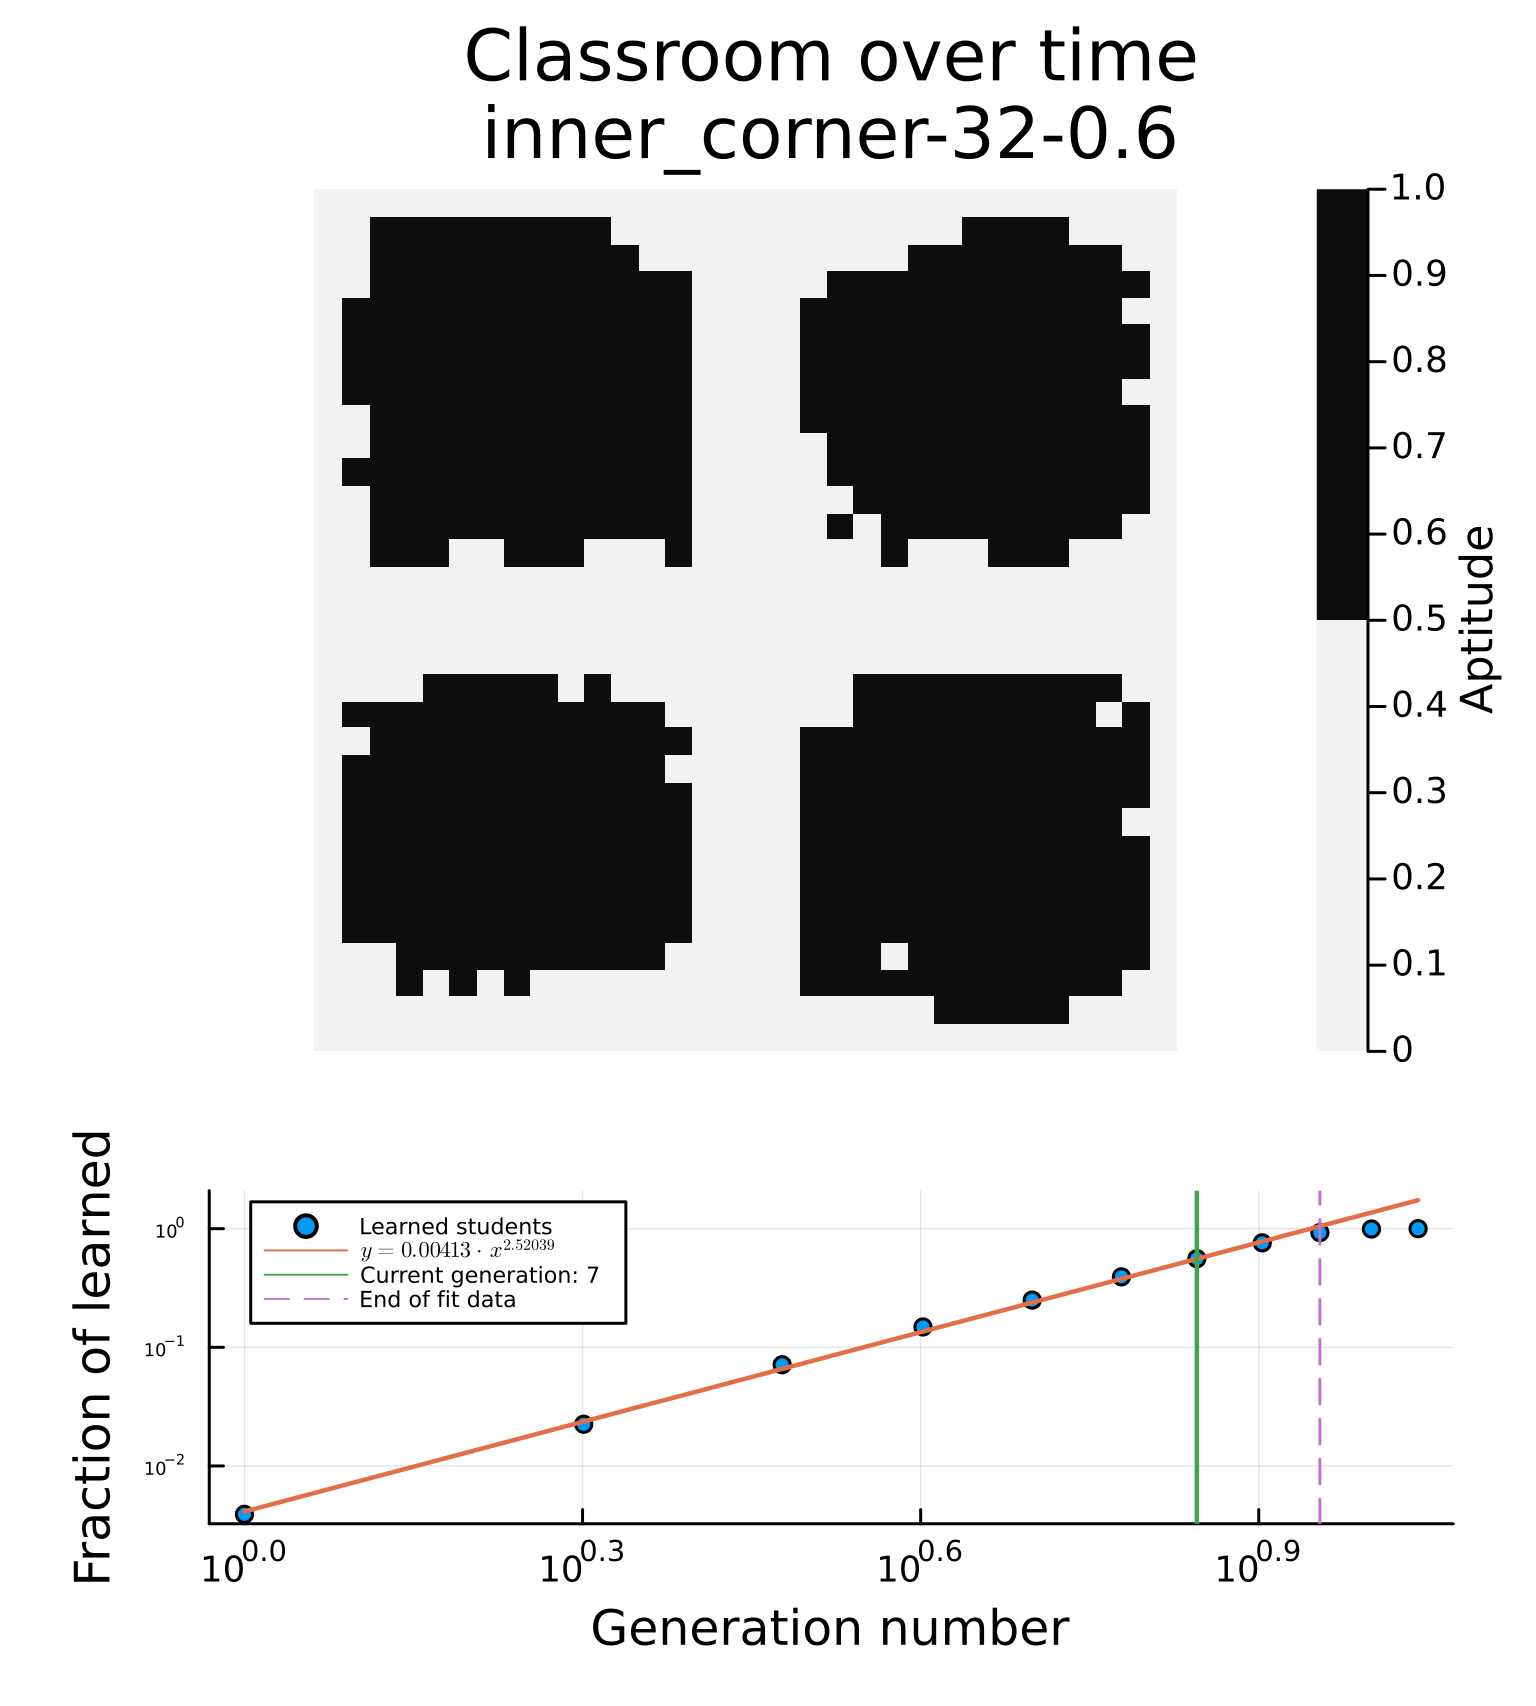 Classroom over time
inner_corner-32-0.6
1.0
0.9
0.8
0.7
0.6
0.5
0.4
0.3
0.2
0.1
0
Aptitude
Fraction of learned
10⁰
10⁻¹
10⁻²
Learned students
y = 0.00413 · x^2.52039
Current generation: 7
End of fit data
10^0.0
10^0.3
10^0.6
10^0.9
Generation number